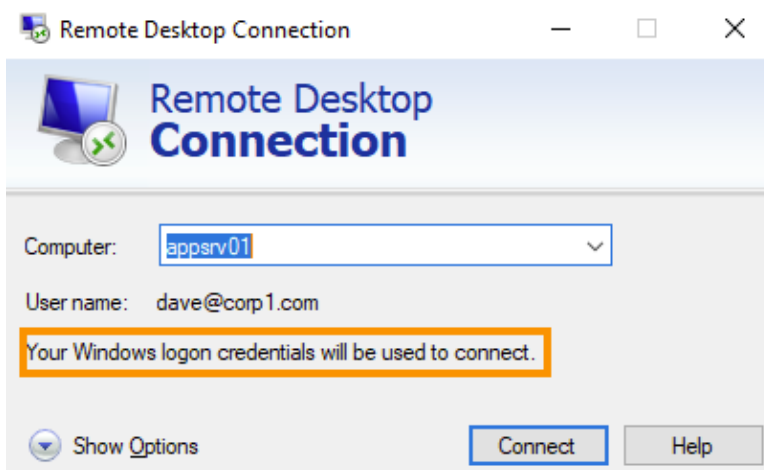 Remote Desktop Connection
Remote Desktop
Connection
Computer: appsrv01
User name: dave@corp1.com
Your Windows logon credentials will be used to connect.
Show Options Connect Help